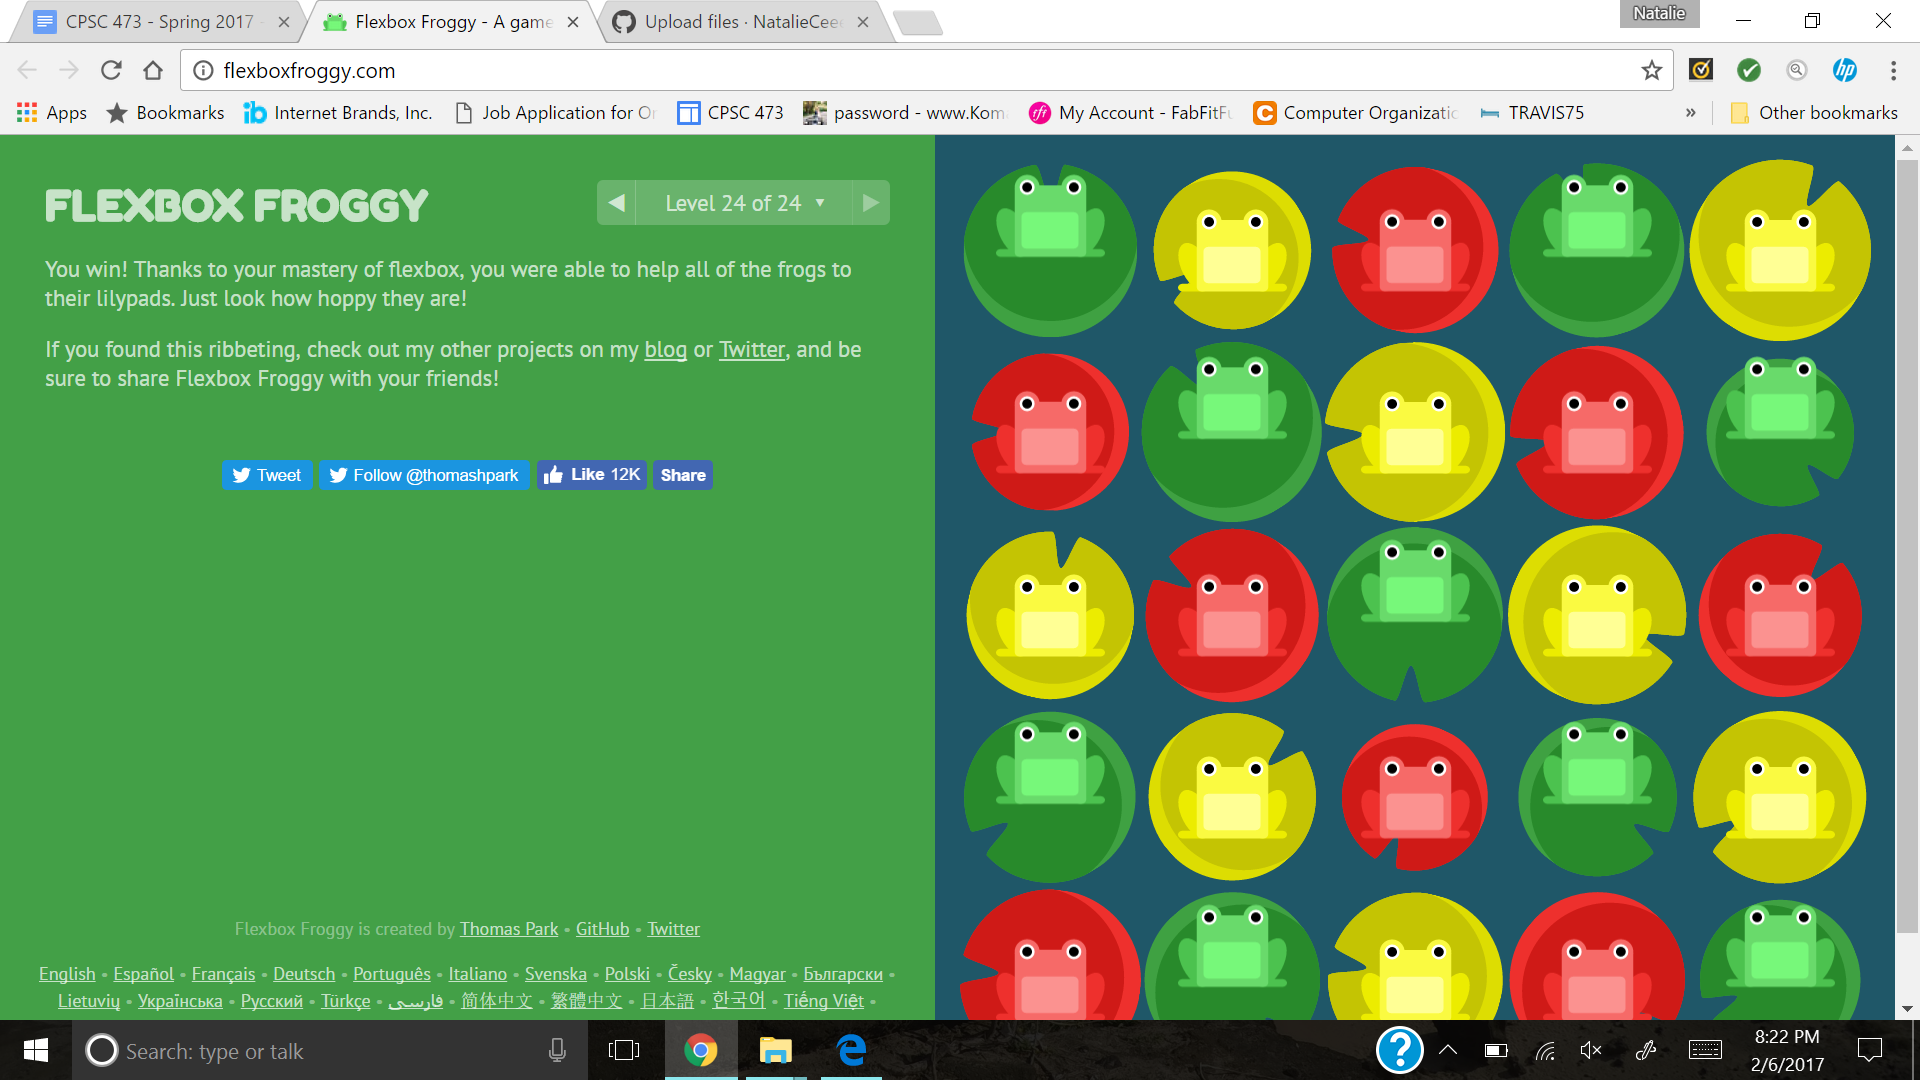 CPSC 473 - Spring 2017
Flexbox Froggy - A game
Upload files · NatalieCee
Natalie
flexboxfroggy.com
Apps
Bookmarks
Internet Brands, Inc.
Job Application for Or
CPSC 473
password - www.Kom
My Account - FabFitFu
Computer Organizatic
TRAVIS75
»
Other bookmarks
FLEXBOX FROGGY
Level 24 of 24 ▼
You win! Thanks to your mastery of flexbox, you were able to help all of the frogs to
their lilypads. Just look how hoppy they are!
If you found this ribbeting, check out my other projects on my blog or Twitter, and be
sure to share Flexbox Froggy with your friends!
Tweet
Follow @thomashpark
Like 12K
Share
Flexbox Froggy is created by Thomas Park • GitHub • Twitter
English • Español • Français • Deutsch • Português • Italiano • Svenska • Polski • Česky • Magyar • Български •
Lietuvių • Українська • Русский • Türkçe • فارسی • 简体中文 • 繁體中文 • 日本語 • 한국어 • Tiếng Việt •
Search: type or talk
8:22 PM
2/6/2017